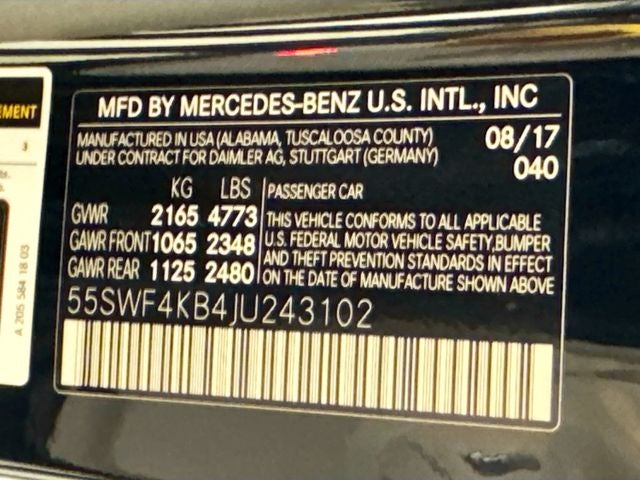 MFD BY MERCEDES-BENZ U.S. INTL., INC
MANUFACTURED IN USA (ALABAMA, TUSCALOOSA COUNTY)
UNDER CONTRACT FOR DAIMLER AG, STUTTGART (GERMANY)
08/17
040
KG LBS
GVWR 2165 4773
GAWR FRONT 1065 2348
GAWR REAR 1125 2480
PASSENGER CAR
THIS VEHICLE CONFORMS TO ALL APPLICABLE
U.S. FEDERAL MOTOR VEHICLE SAFETY,BUMPER
AND THEFT PREVENTION STANDARDS IN EFFECT
ON THE DATE OF MANUFACTURE SHOWN ABOVE
55SWF4KB4JU243102
EMENT
3
A 205 584 18 03